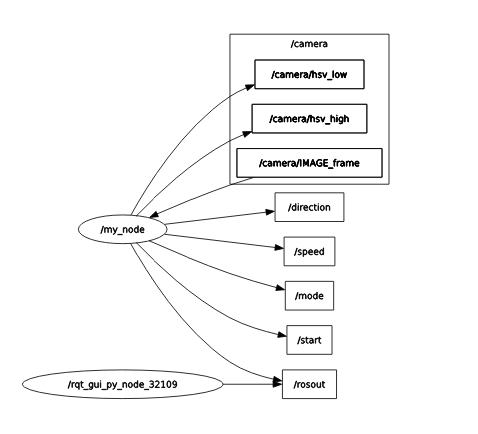 /camera
/camera/hsv_low
/camera/hsv_high
/camera/IMAGE_frame
/direction
/my_node
/speed
/mode
/start
/rqt_gui_py_node_32109
/rosout